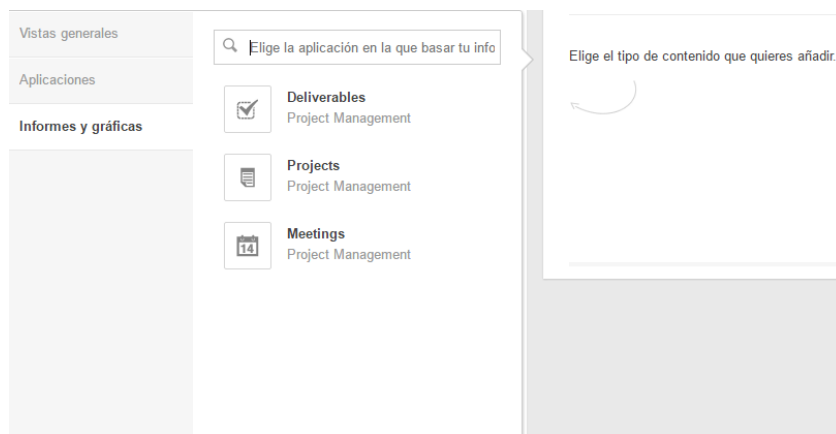 Vistas generales
Aplicaciones
Informes y gráficas
Elige la aplicación en la que basar tu info
Deliverables
Project Management
Projects
Project Management
14
Meetings
Project Management
Elige el tipo de contenido que quieres añadir.